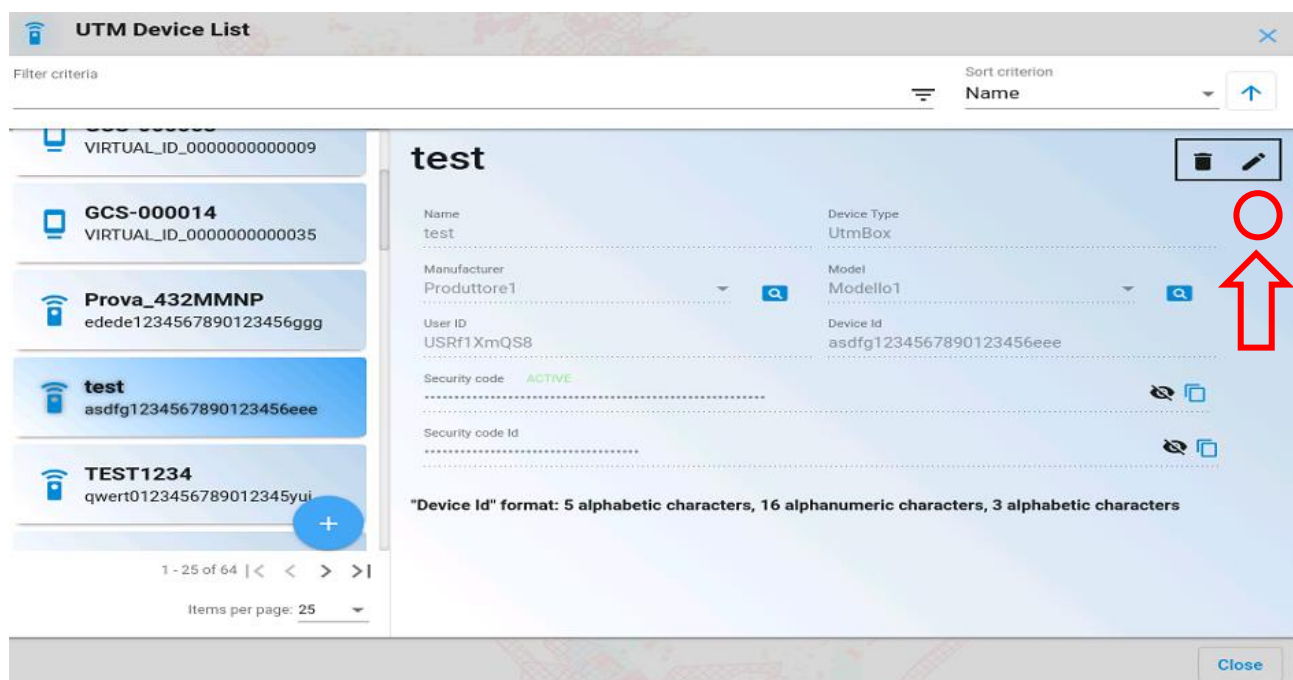 UTM Device List
Filter criteria
Sort criterion
Name
VIRTUAL_ID_0000000000009
GCS-000014
VIRTUAL_ID_0000000000035
Prova_432MMNP
edede1234567890123456ggg
test
asdfg1234567890123456eee
TEST1234
qwert0123456789012345yui
1 - 25 of 64
Items per page: 25
test
Name
test
Device Type
UtmBox
Manufacturer
Produttore1
Model
Modello1
User ID
USRf1XmQS8
Device Id
asdfg1234567890123456eee
Security code ACTIVE
Security code Id
"Device Id" format: 5 alphabetic characters, 16 alphanumeric characters, 3 alphabetic characters
Close